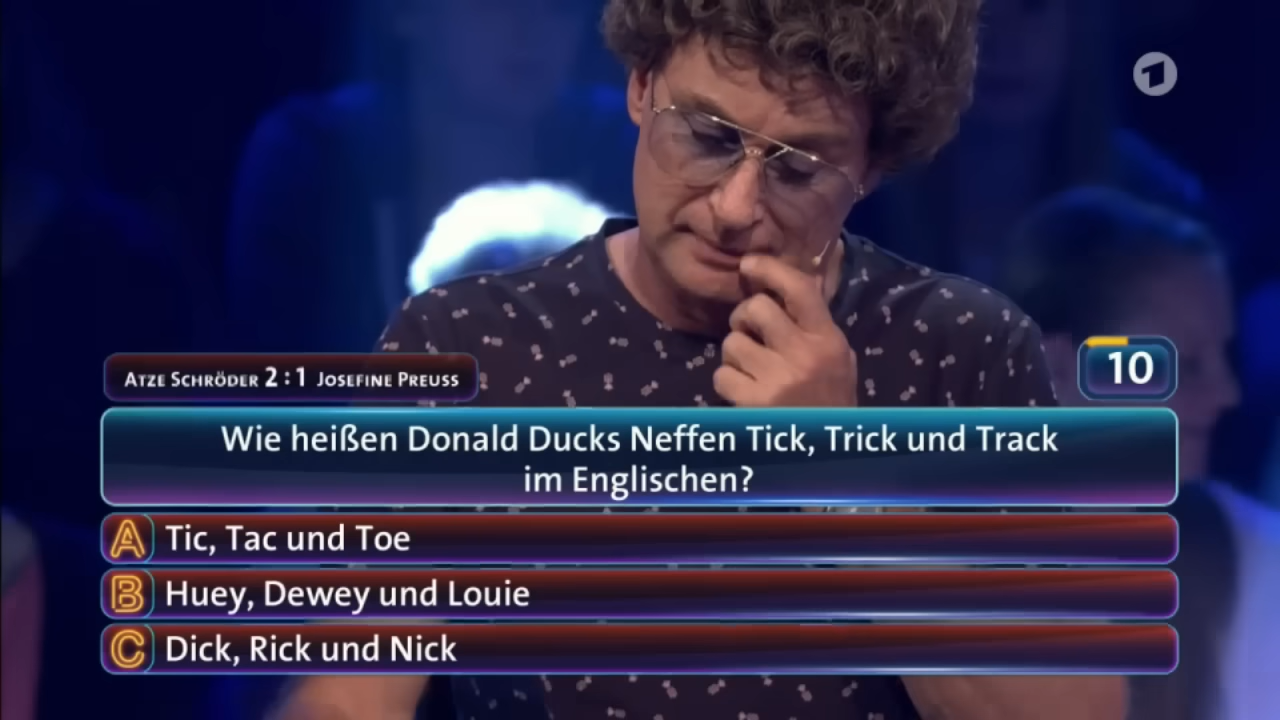 1
ATZE SCHRÖDER 2:1 JOSEFINE PREUSS
10
Wie heißen Donald Ducks Neffen Tick, Trick und Track
im Englischen?
A Tic, Tac und Toe
B Huey, Dewey und Louie
C Dick, Rick und Nick